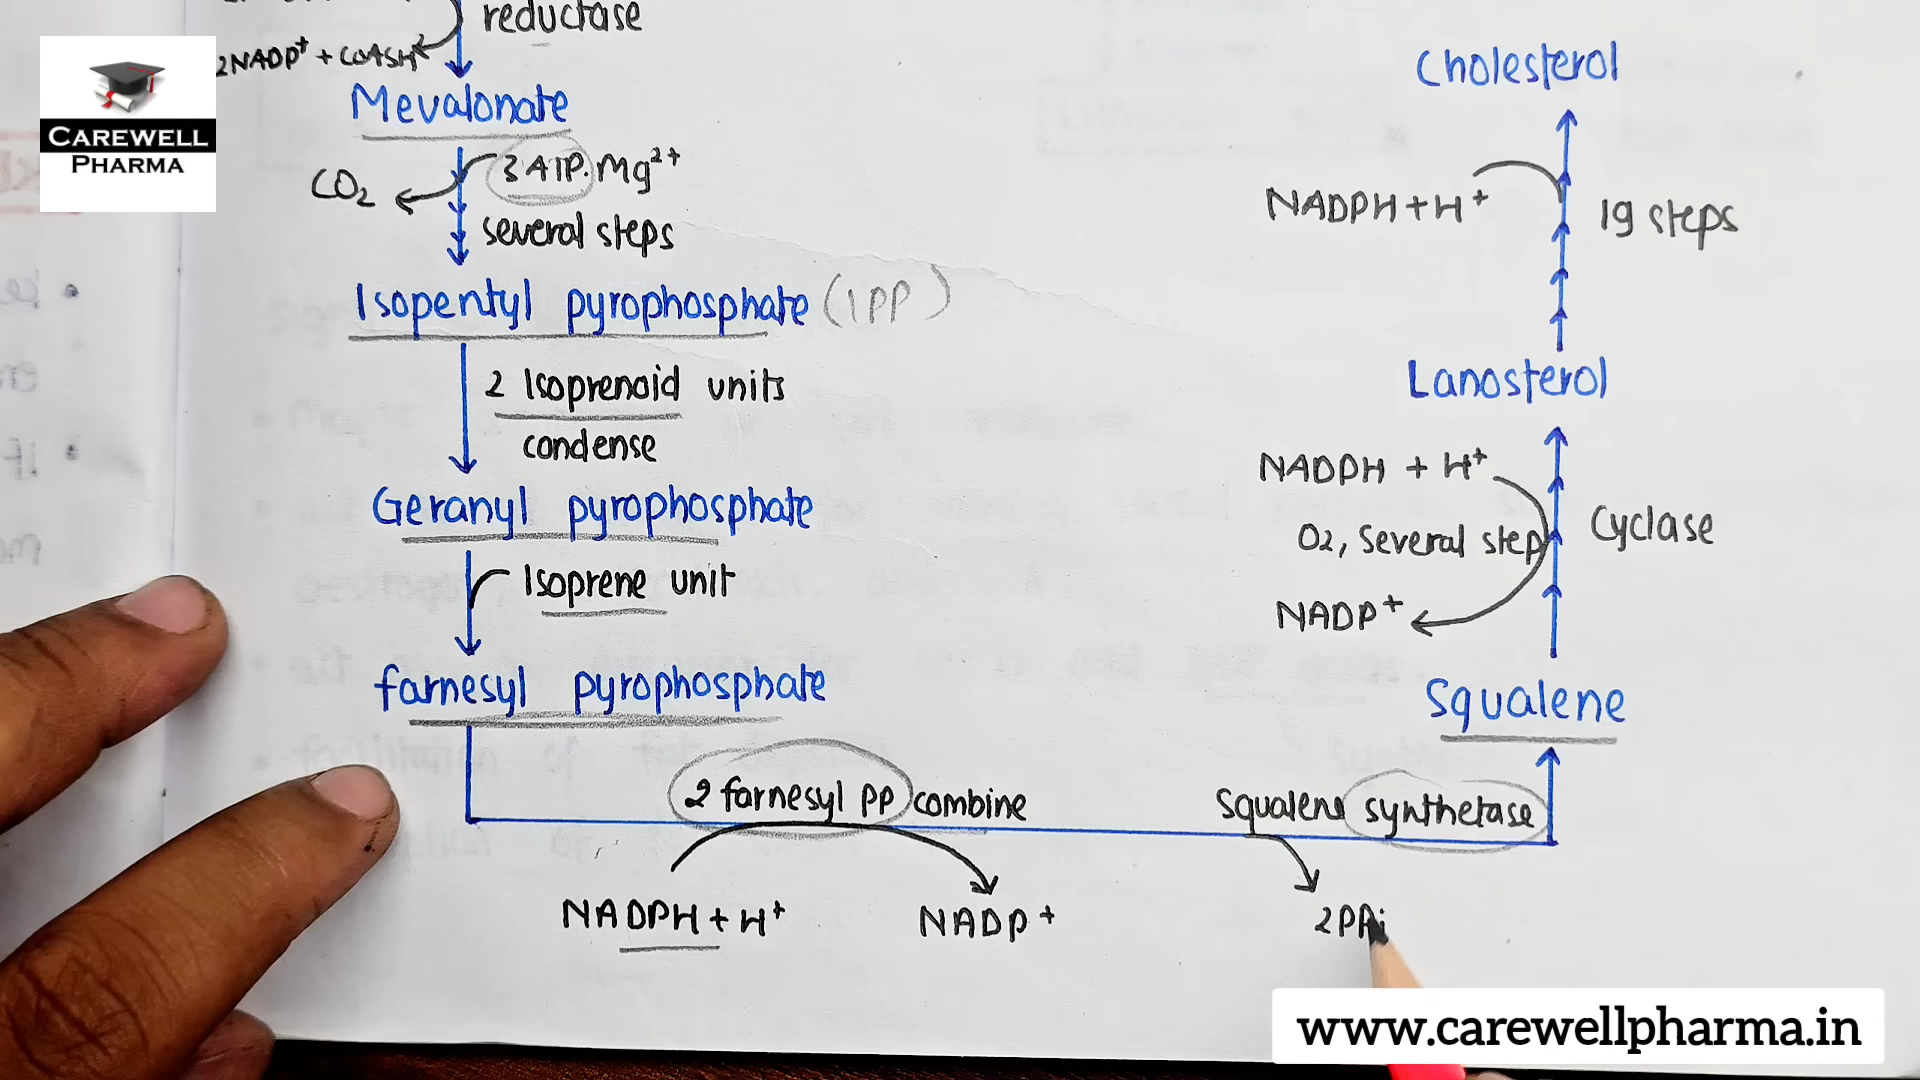 reductase
2NADP+ + COASH
CAREWELL
PHARMA
Mevalonate
3 ATP. Mg2+
CO2
several steps
Isopentyl pyrophosphate (IPP)
2 Isoprenoid units
condense
Geranyl pyrophosphate
Isoprene unit
farnesyl pyrophosphate
2 farnesyl pp combine
NADPH + H+
NADP+
Squalene synthetase
2PPi
Squalene
NADPH + H+
O2, Several step
NADP+
Cyclase
Lanosterol
NADPH + H+
19 steps
Cholesterol
www.carewellpharma.in